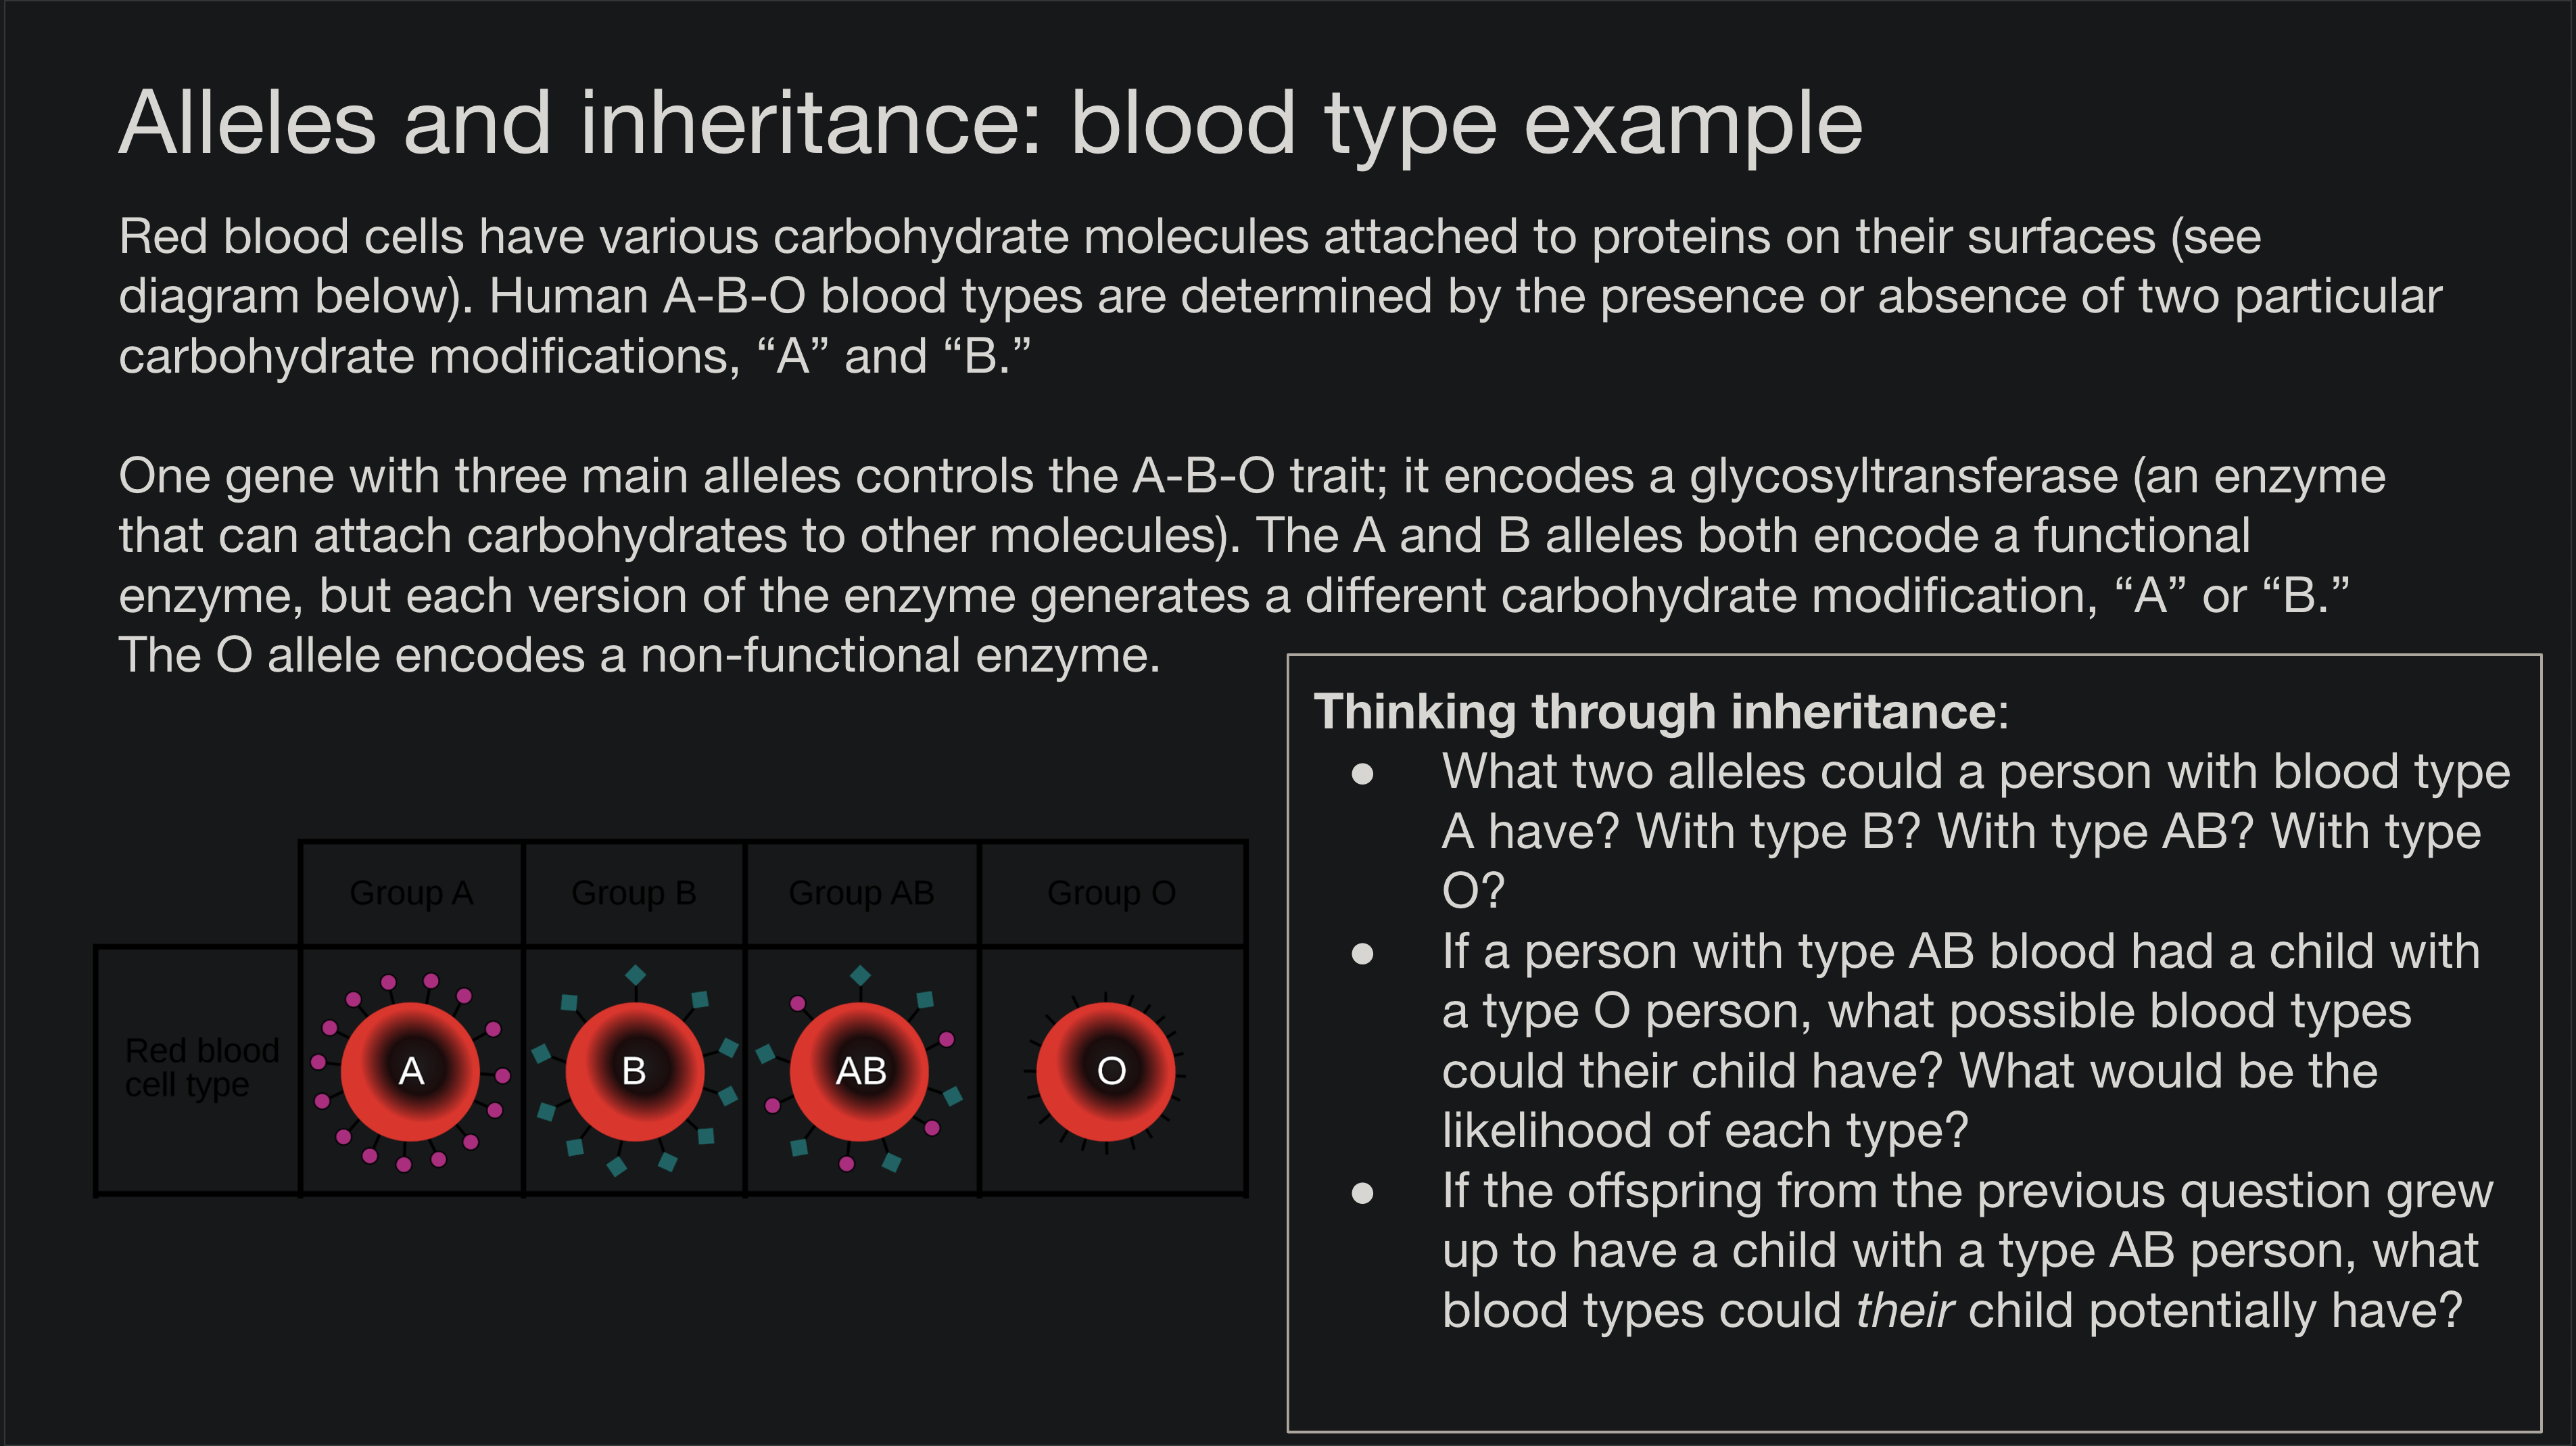 Alleles and inheritance: blood type example
Red blood cells have various carbohydrate molecules attached to proteins on their surfaces (see
diagram below). Human A-B-O blood types are determined by the presence or absence of two particular
carbohydrate modifications, “A” and “B.”
One gene with three main alleles controls the A-B-O trait; it encodes a glycosyltransferase (an enzyme
that can attach carbohydrates to other molecules). The A and B alleles both encode a functional
enzyme, but each version of the enzyme generates a different carbohydrate modification, “A” or “B.”
The O allele encodes a non-functional enzyme.
Group A Group B Group AB Group O
Red blood
cell type
A B AB O
Thinking through inheritance:
● What two alleles could a person with blood type
A have? With type B? With type AB? With type
O?
● If a person with type AB blood had a child with
a type O person, what possible blood types
could their child have? What would be the
likelihood of each type?
● If the offspring from the previous question grew
up to have a child with a type AB person, what
blood types could their child potentially have?